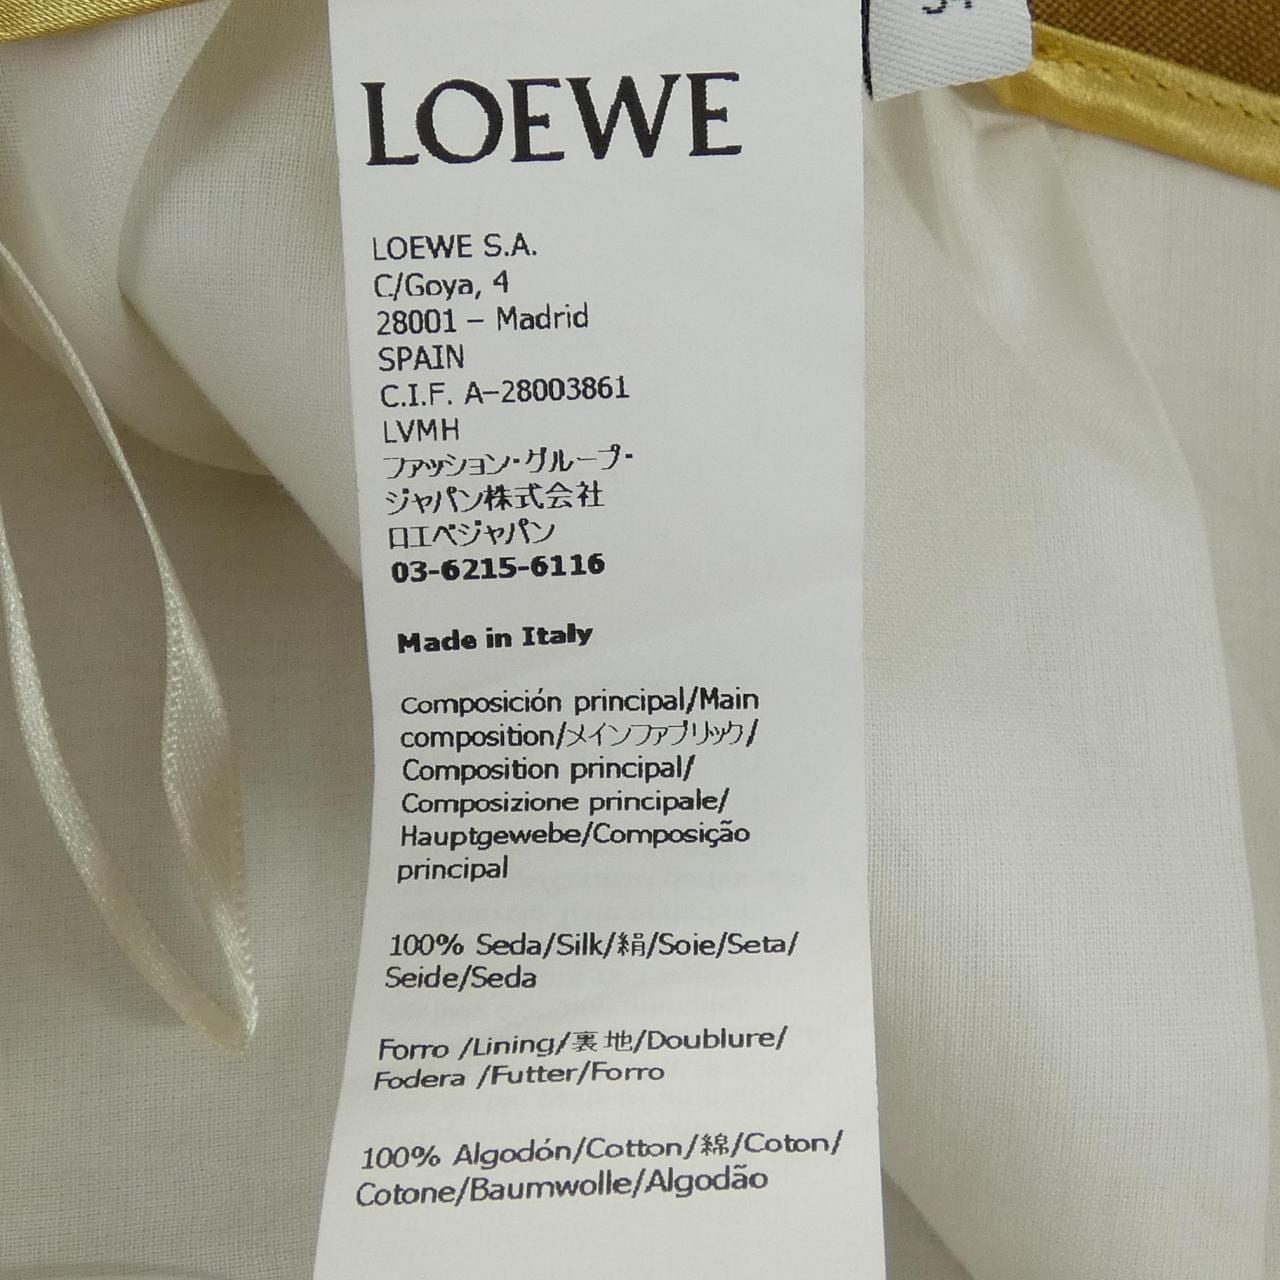 LOEWE
LOEWE S.A.
C/Goya, 4
28001 – Madrid
SPAIN
C.I.F. A-28003861
LVMH
ファッション・グループ・
ジャパン株式会社
ロエベジャパン
03-6215-6116
Made in Italy
Composición principal/Main
composition/メインファブリック/
Composition principal/
Composizione principale/
Hauptgewebe/Composição
principal
100% Seda/Silk/絹/Soie/Seta/
Seide/Seda
Forro /Lining/裏地/Doublure/
Fodera /Futter/Forro
100% Algodón/Cotton/綿/Coton/
Cotone/Baumwolle/Algodão